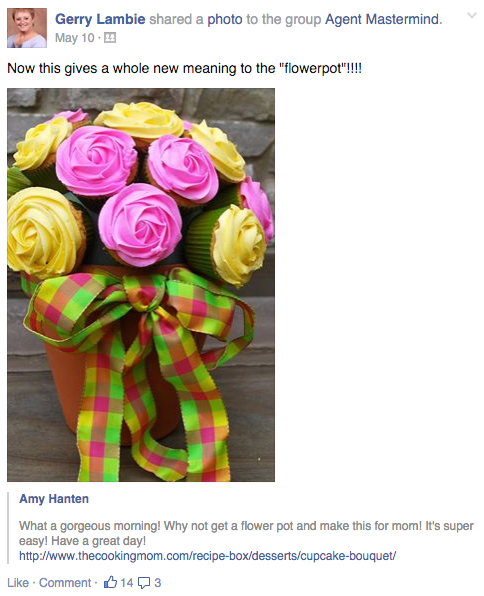 Gerry Lambie shared a photo to the group Agent Mastermind.
May 10 ·
Now this gives a whole new meaning to the "flowerpot"!!!!
Amy Hanten
What a gorgeous morning! Why not get a flower pot and make this for mom! It's super
easy! Have a great day!
http://www.thecookingmom.com/recipe-box/desserts/cupcake-bouquet/
Like · Comment · 14 3